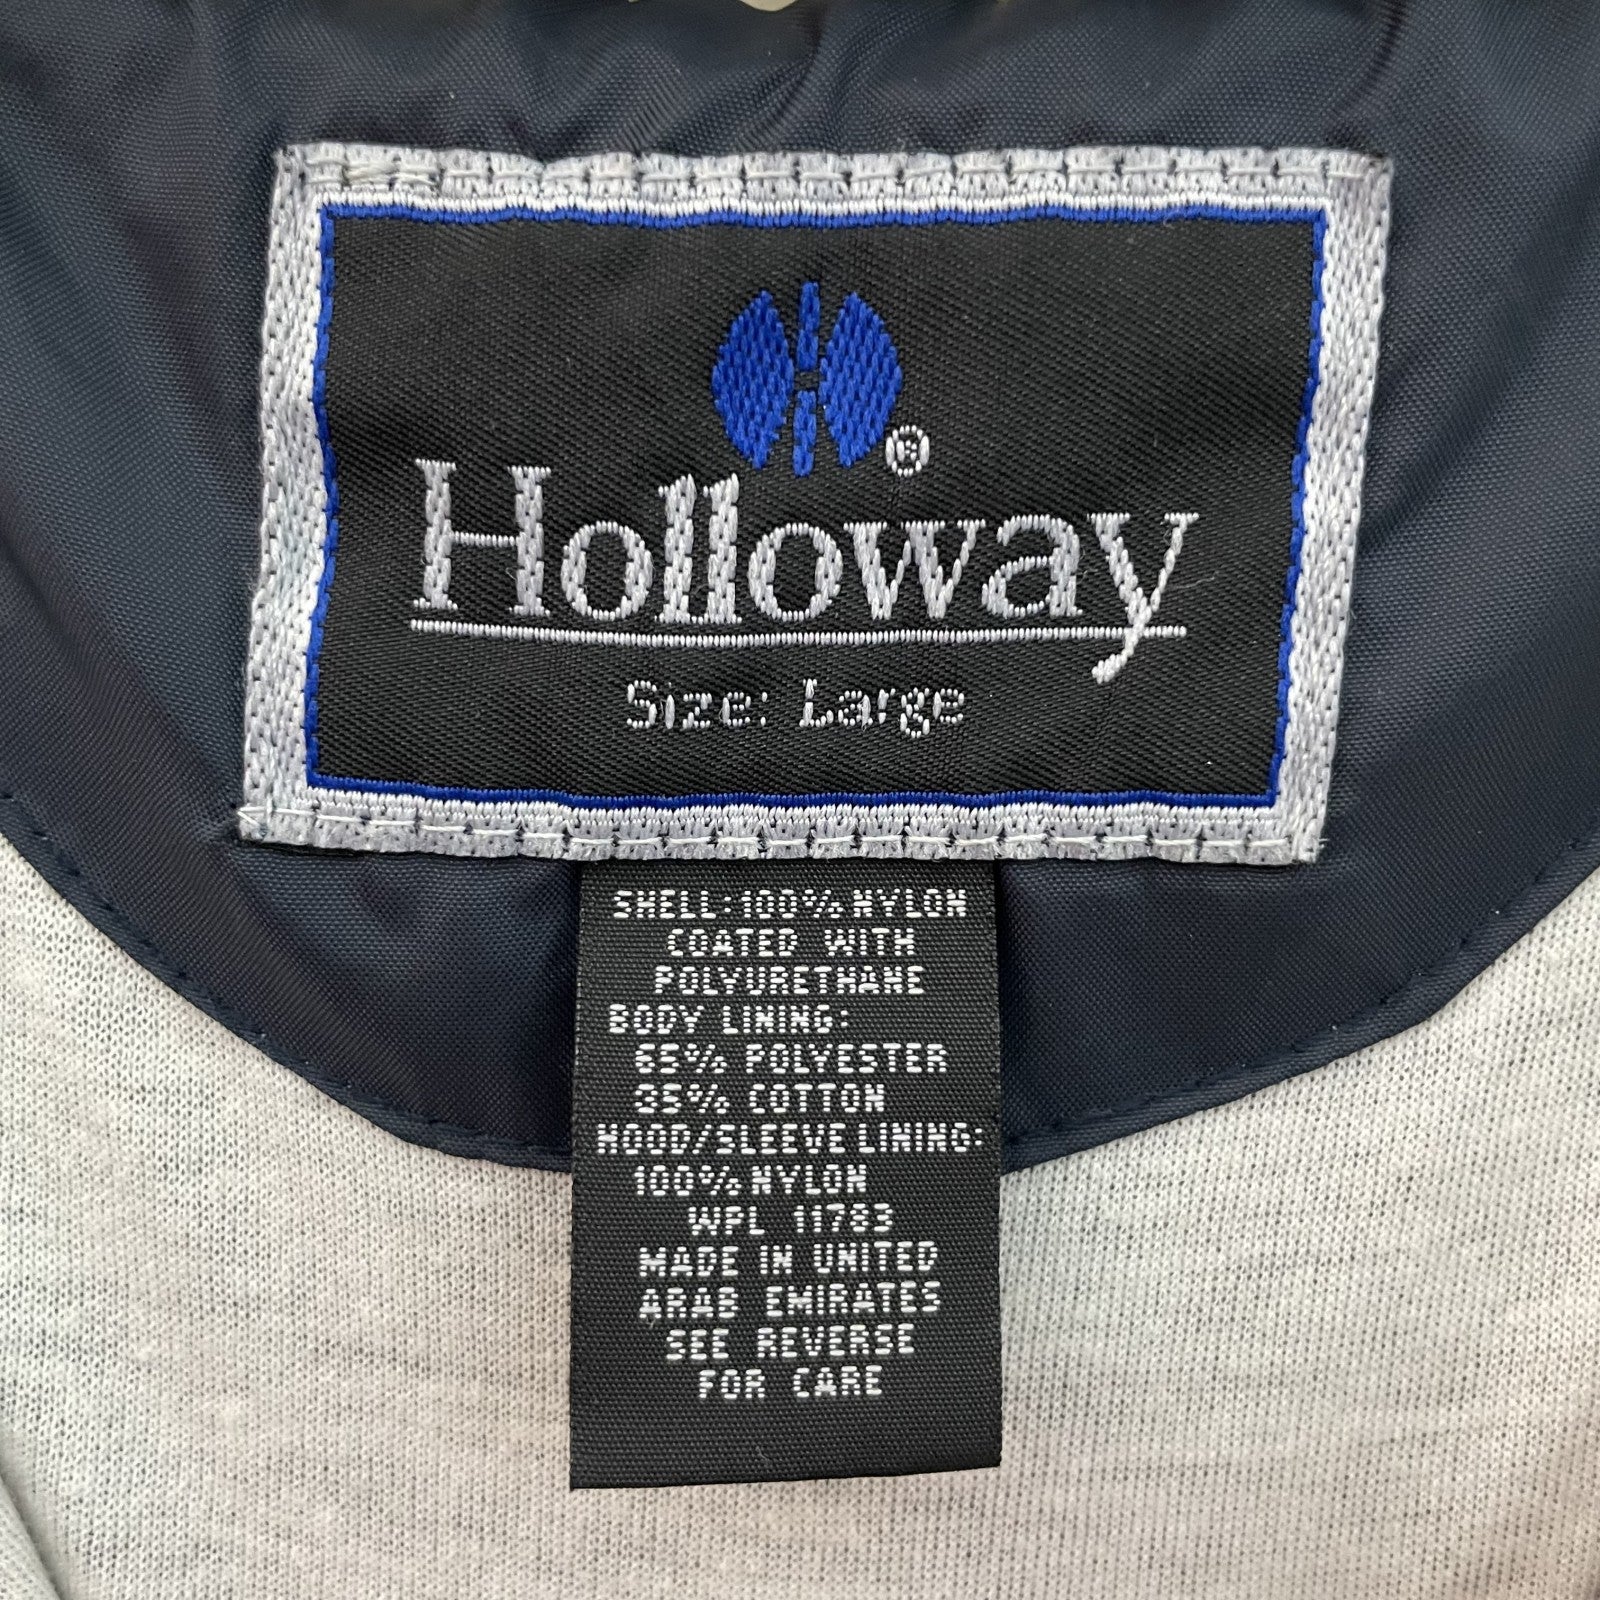 ®
Holloway
Size: Large
SHELL: 100% NYLON
COATED WITH
POLYURETHANE
BODY LINING:
65% POLYESTER
35% COTTON
HOOD/SLEEVE LINING:
100% NYLON
WPL 11783
MADE IN UNITED
ARAB EMIRATES
SEE REVERSE
FOR CARE